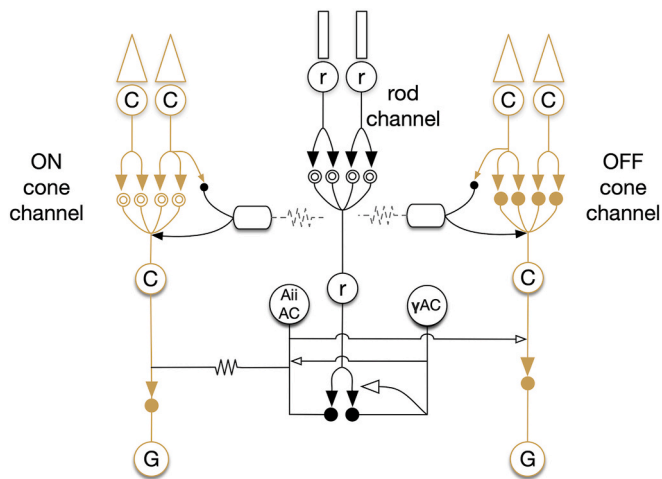 r r
C C
C C
rod
channel
ON
cone
channel
OFF
cone
channel
C
C
r
Aii
AC
γAC
G
G